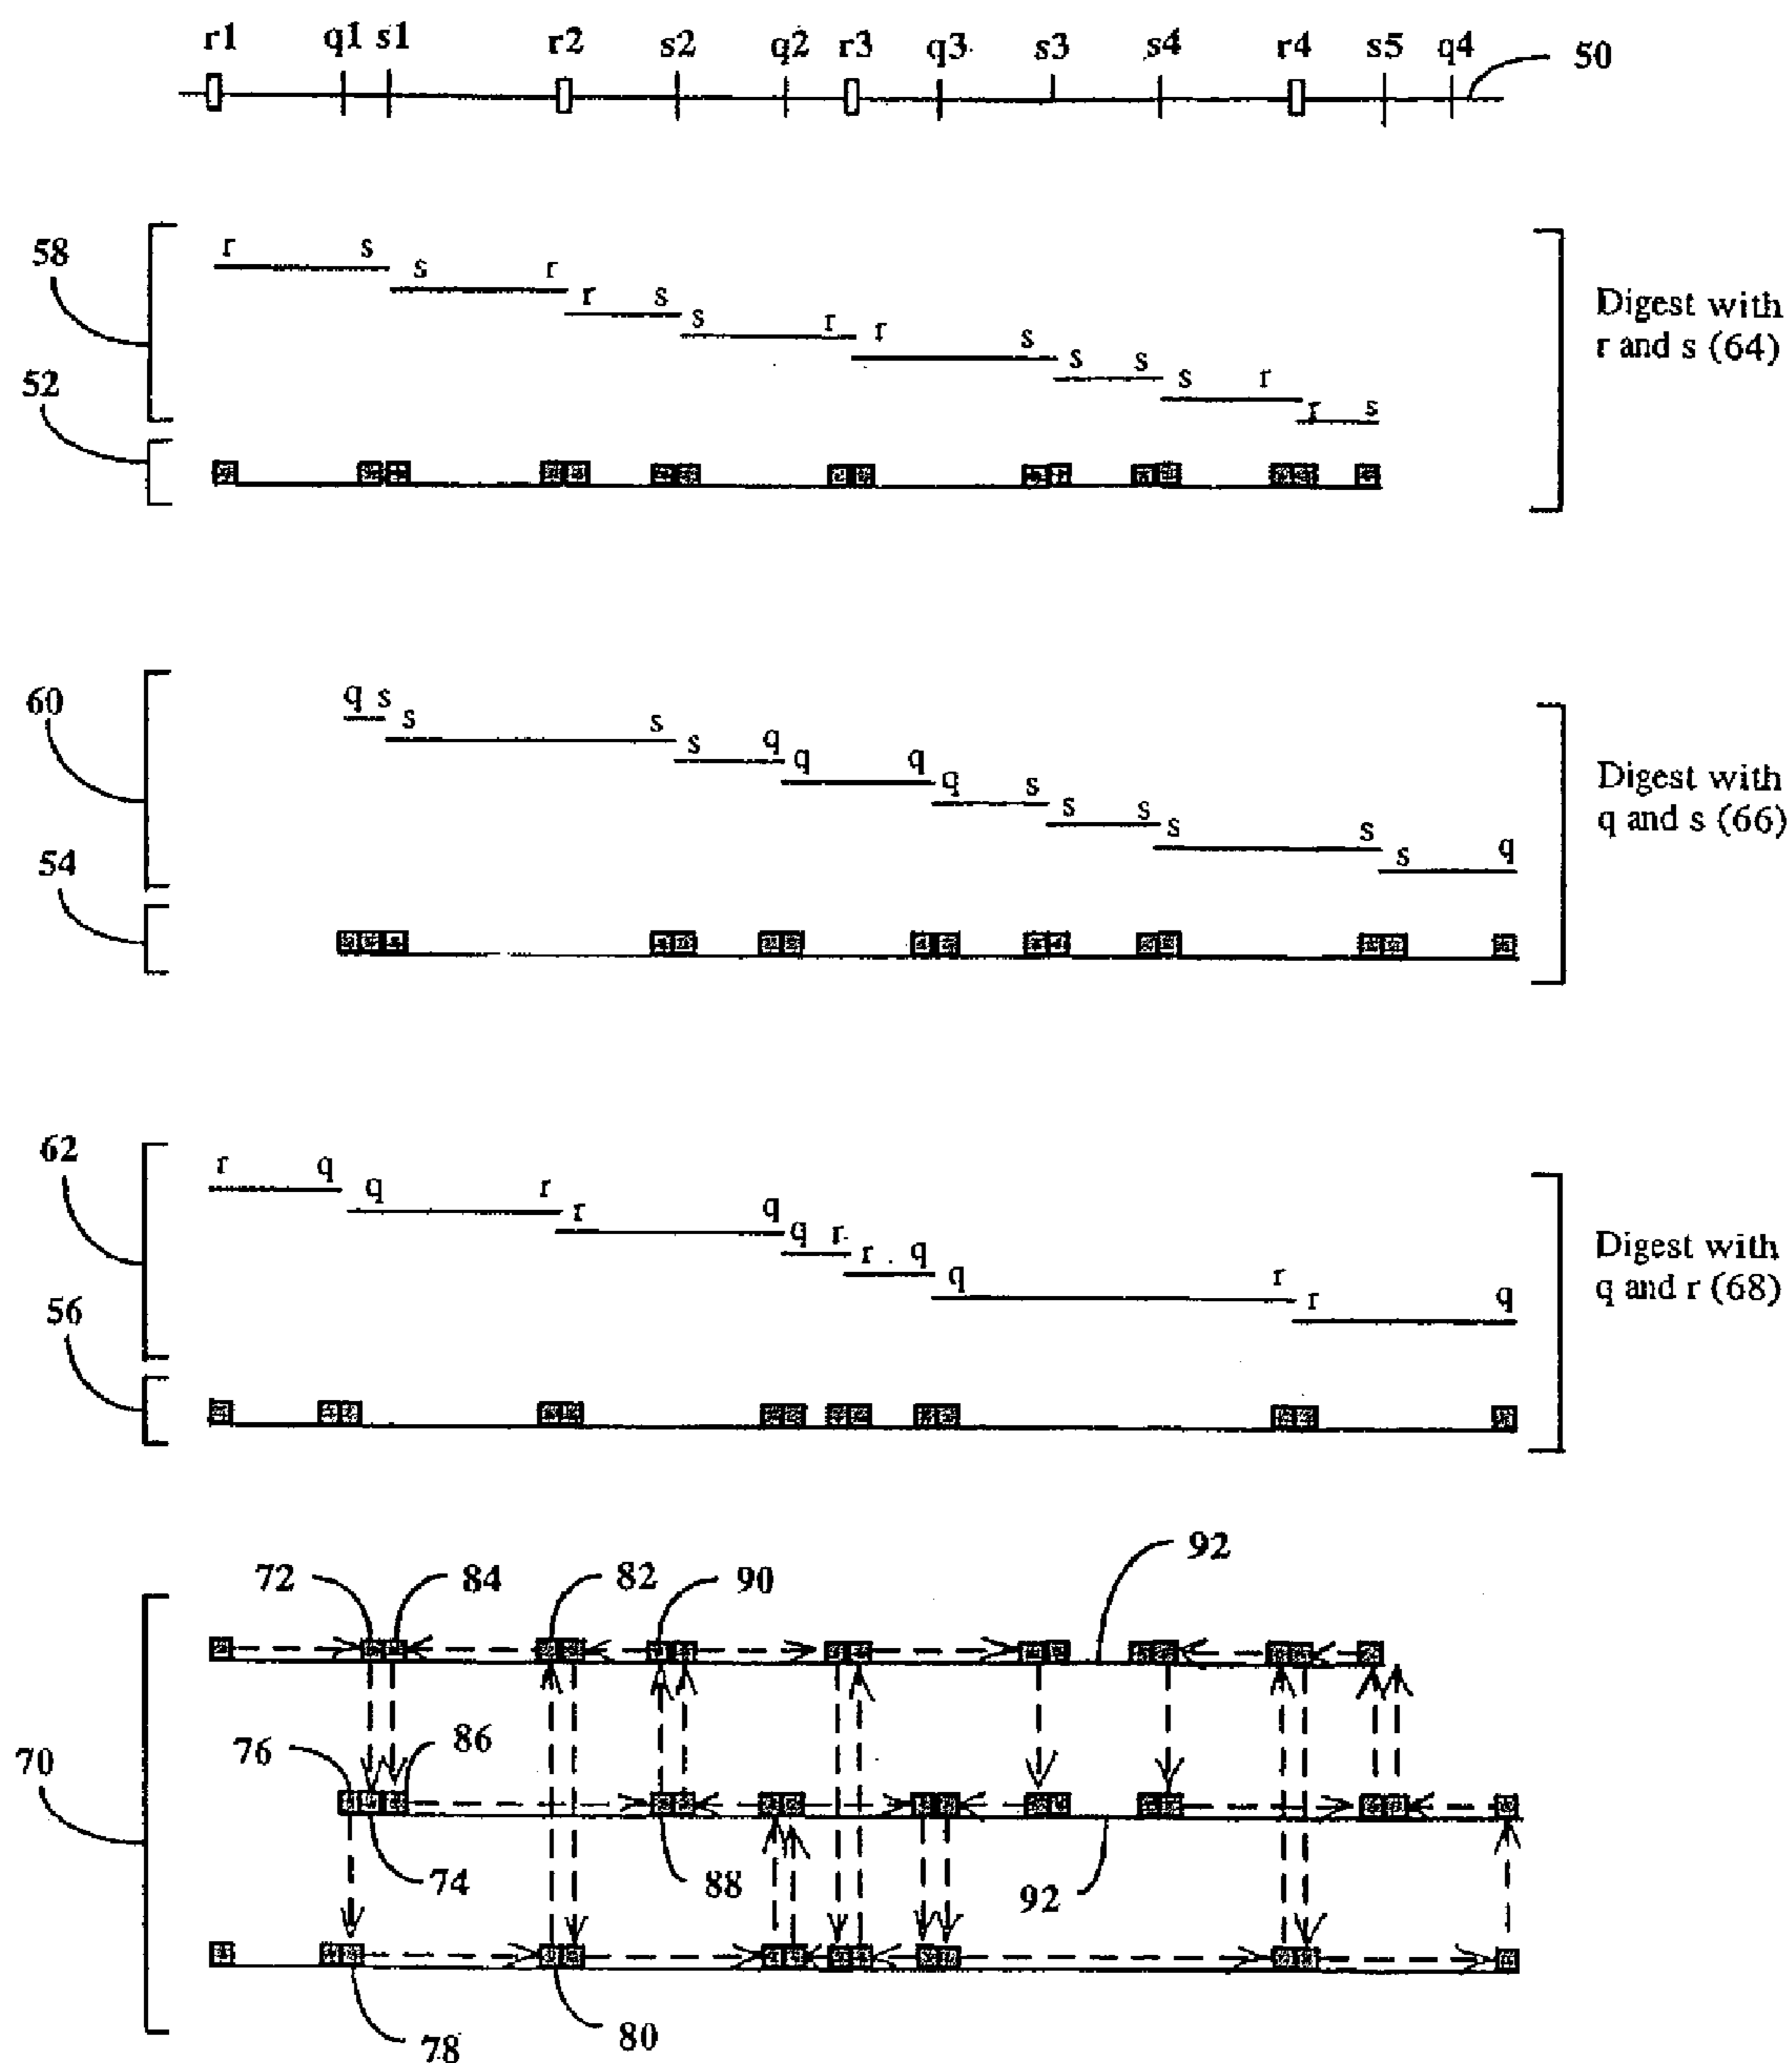 r1 q1 s1 r2 s2 q2 r3 q3 s3 s4 r4 s5 q4
50
58
r s
s r
r s
s r
r s
s s
s r
r s
Digest with
r and s (64)
52
60
q s
s s
s q
q q
q s
s s
s s
s q
Digest with
q and s (66)
54
62
r q
q r
r q
q r
r q
q r
r q
Digest with
q and r (68)
56
72 84 82 90 92
76 86
70
74 88 92
78 80